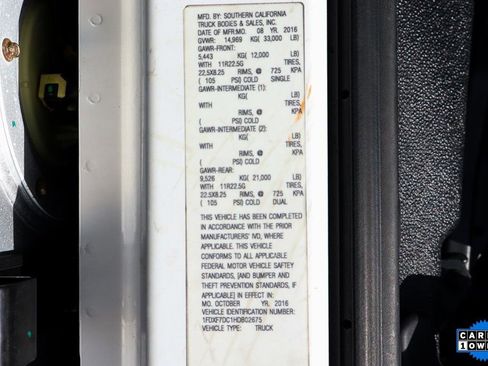 MFD. BY: SOUTHERN CALIFORNIA
TRUCK BODIES & SALES, INC.
DATE OF MFR:MO. 08 YR. 2016
GVWR: 14,969 KG( 33,000 LB)
GAWR-FRONT:
5,443 KG( 12,000 LB)
WITH 11R22.5G TIRES,
22.5X8.25 RIMS, @ 725 KPA
( 105 PSI) COLD SINGLE
GAWR-INTERMEDIATE (1):
KG( LB)
WITH TIRES,
RIMS, @ KPA
( PSI) COLD
GAWR-INTERMEDIATE (2):
KG( LB)
WITH TIRES,
RIMS, @ KPA
( PSI) COLD
GAWR-REAR:
9,526 KG( 21,000 LB)
WITH 11R22.5G TIRES,
22.5X8.25 RIMS, @ 725 KPA
( 105 PSI) COLD DUAL
THIS VEHICLE HAS BEEN COMPLETED
IN ACCORDANCE WITH THE PRIOR
MANUFACTURERS' IVD, WHERE
APPLICABLE. THIS VEHICLE
CONFORMS TO ALL APPLICABLE
FEDERAL MOTOR VEHICLE SAFTEY
STANDARDS, [AND BUMPER AND
THEFT PREVENTION STANDARDS, IF
APPLICABLE] IN EFFECT IN:
MO. OCTOBER YR. 2016
VEHICLE IDENTIFICATION NUMBER:
1FDXF7DC1HDB02675
VEHICLE TYPE: TRUCK